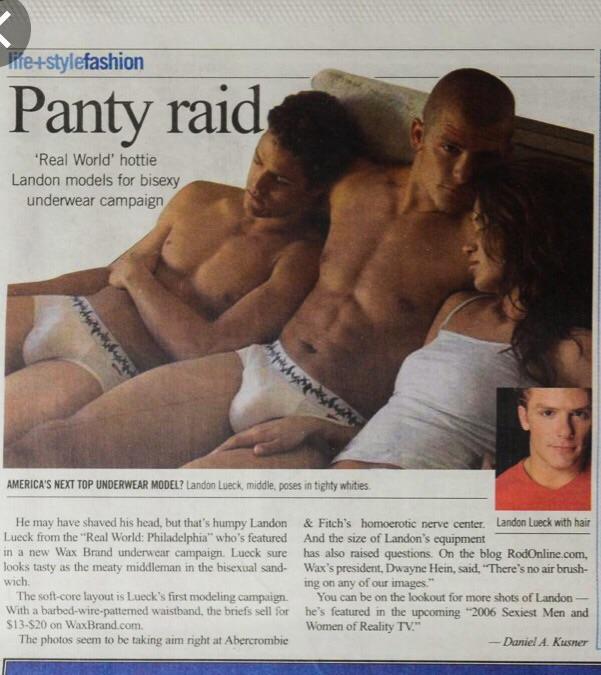 life+stylefashion
Panty raid
'Real World' hottie
Landon models for bisexy
underwear campaign
AMERICA'S NEXT TOP UNDERWEAR MODEL? Landon Lueck, middle, poses in tighty whities.
Landon Lueck with hair
He may have shaved his head, but that's humpy Landon
Lueck from the "Real World: Philadelphia" who's featured
in a new Wax Brand underwear campaign. Lueck sure
looks tasty as the meaty middleman in the bisexual sand-
wich.
The soft-core layout is Lueck's first modeling campaign.
With a barbed-wire-patterned waistband, the briefs sell for
$13-$20 on WaxBrand.com.
The photos seem to be taking aim right at Abercrombie
& Fitch's homoerotic nerve center.
And the size of Landon's equipment
has also raised questions. On the blog RodOnline.com,
Wax's president, Dwayne Hein, said, "There's no air brush-
ing on any of our images."
You can be on the lookout for more shots of Landon —
he's featured in the upcoming "2006 Sexiest Men and
Women of Reality TV."
— Daniel A. Kusner